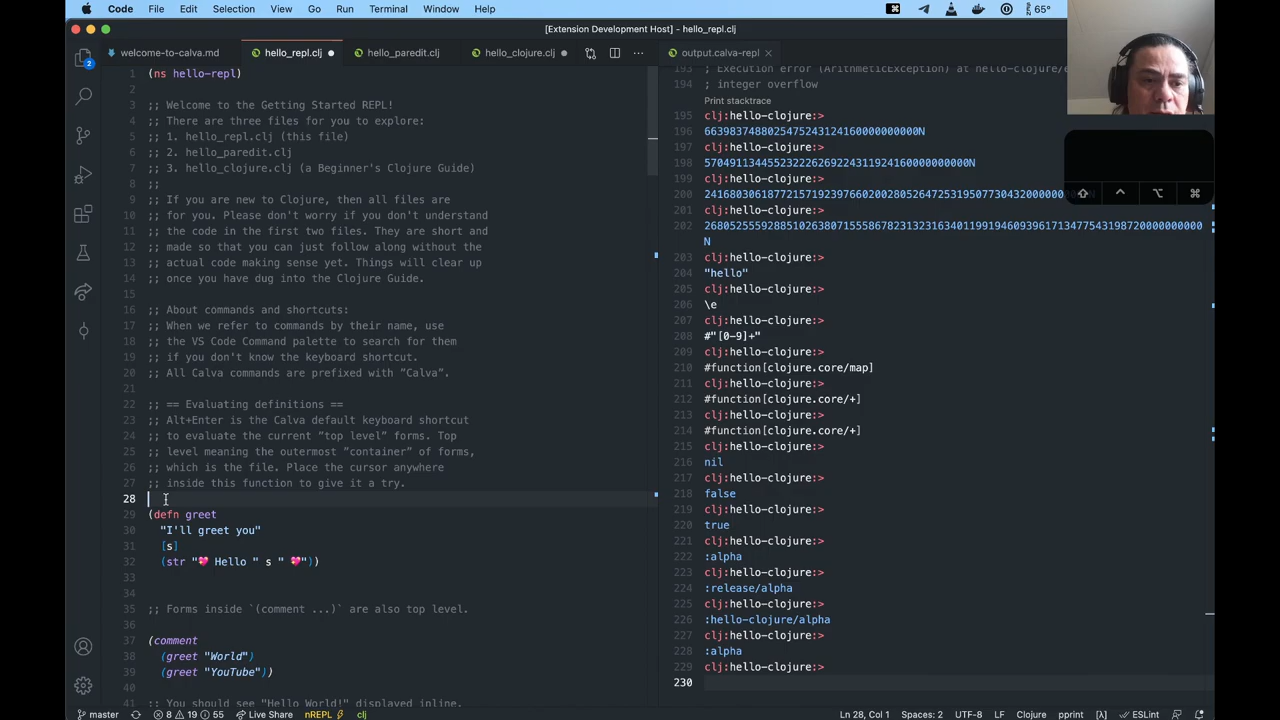 Code File Edit Selection View Go Run Terminal Window Help
65°
[Extension Development Host] - hello_repl.clj
welcome-to-calva.md hello_repl.clj hello_paredit.clj hello_clojure.clj output.calva-repl
2
1 (ns hello-repl)
2
3 ;; Welcome to the Getting Started REPL!
4 ;; There are three files for you to explore:
5 ;; 1. hello_repl.clj (this file)
6 ;; 2. hello_paredit.clj
7 ;; 3. hello_clojure.clj (a Beginner's Clojure Guide)
8 ;;
9 ;; If you are new to Clojure, then all files are
10 ;; for you. Please don't worry if you don't understand
11 ;; the code in the first two files. They are short and
12 ;; made so that you can just follow along without the
13 ;; actual code making sense yet. Things will clear up
14 ;; once you have dug into the Clojure Guide.
15
16 ;; About commands and shortcuts:
17 ;; When we refer to commands by their name, use
18 ;; the VS Code Command palette to search for them
19 ;; if you don't know the keyboard shortcut.
20 ;; All Calva commands are prefixed with "Calva".
21
22 ;; == Evaluating definitions ==
23 ;; Alt+Enter is the Calva default keyboard shortcut
24 ;; to evaluate the current "top level" forms. Top
25 ;; level meaning the outermost "container" of forms,
26 ;; which is the file. Place the cursor anywhere
27 ;; inside this function to give it a try.
28
29 (defn greet
30 "I'll greet you"
31 [s]
32 (str "💖 Hello " s " 💖"))
33
34
35 ;; Forms inside `(comment ...)` are also top level.
36
37 (comment
38 (greet "World")
39 (greet "YouTube"))
40
41 ;; You should see "Hello World!" displayed inline.
193 ; Execution error (ArithmeticException) at hello-clojure/
194 ; integer overflow
Print stacktrace
195 clj:hello-clojure:>
196 663983748802547524312416000000000N
197 clj:hello-clojure:>
198
199 clj:hello-clojure:>
200
201 clj:hello-clojure:>
202
N
203 clj:hello-clojure:>
204 "hello"
205 clj:hello-clojure:>
206 \e
207 clj:hello-clojure:>
208 #"[0-9]+"
209 clj:hello-clojure:>
210 #function[clojure.core/map]
211 clj:hello-clojure:>
212 #function[clojure.core/+]
213 clj:hello-clojure:>
214 #function[clojure.core/+]
215 clj:hello-clojure:>
216 nil
217 clj:hello-clojure:>
218 false
219 clj:hello-clojure:>
220 true
221 clj:hello-clojure:>
222 :alpha
223 clj:hello-clojure:>
224 :release/alpha
225 clj:hello-clojure:>
226 :hello-clojure/alpha
227 clj:hello-clojure:>
228 :alpha
229 clj:hello-clojure:>
230
master 8 19 55 Live Share nREPL clj Ln 28, Col 1 Spaces: 2 UTF-8 LF Clojure pprint [λ] ESLint